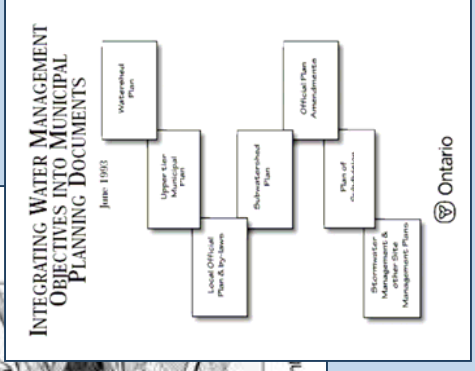 INTEGRATING WATER MANAGEMENT
OBJECTIVES INTO MUNICIPAL
PLANNING DOCUMENTS
June 1993
Watershed
Plan
Upper tier
Municipal
Plan
Local Official
Plan & by-laws
Subwatershed
Plan
Official Plan
Amendments
Plan of
Stormwater
Management &
other Site
Management Plans
Ontario